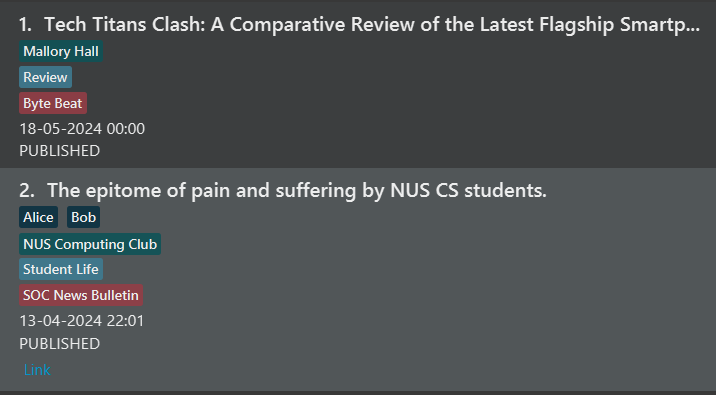 1. Tech Titans Clash: A Comparative Review of the Latest Flagship Smartp...
Mallory Hall
Review
Byte Beat
18-05-2024 00:00
PUBLISHED
2. The epitome of pain and suffering by NUS CS students.
Alice Bob
NUS Computing Club
Student Life
SOC News Bulletin
13-04-2024 22:01
PUBLISHED
Link